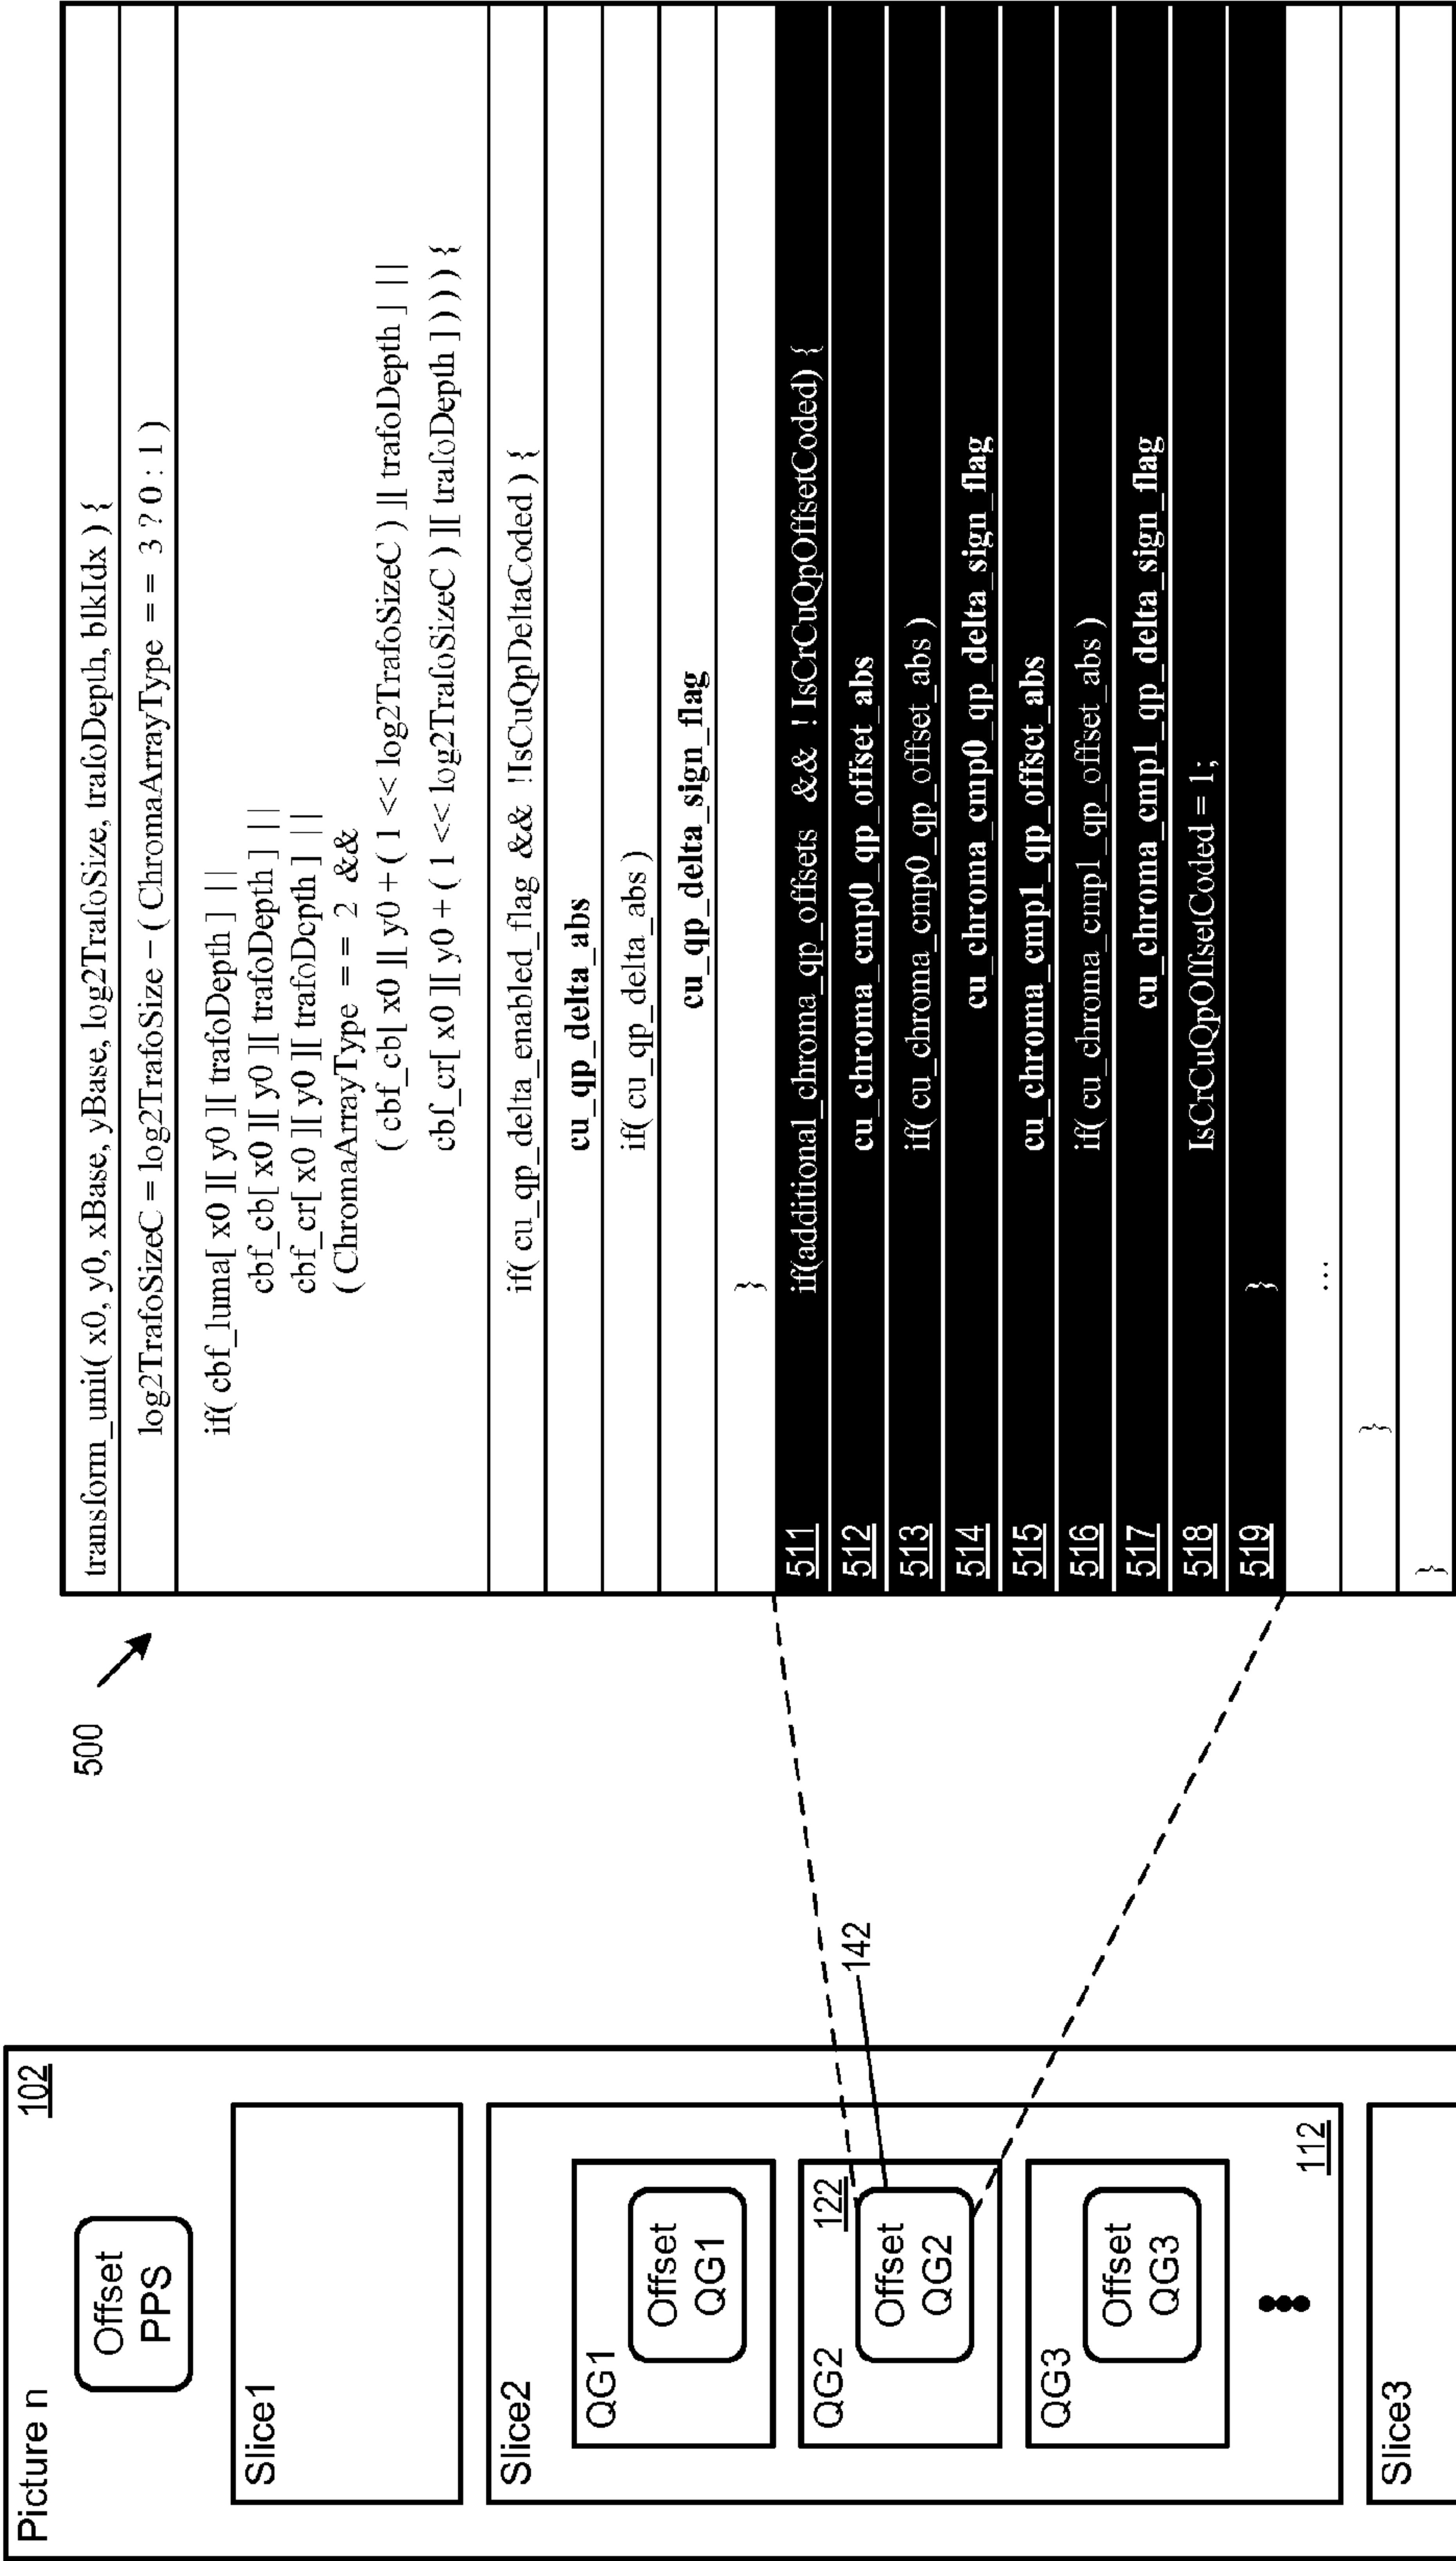 Picture n
102
Offset
PPS
Slice1
Slice2
QG1
Offset
QG1
QG2
122
Offset
QG2
142
QG3
Offset
QG3
112
Slice3
500
transform_unit( x0, y0, xBase, yBase, log2TrafoSize, trafoDepth, blkIdx ) {
log2TrafoSizeC = log2TrafoSize − ( ChromaArrayType = = 3 ? 0 : 1 )
if( cbf_luma[ x0 ][ y0 ][ trafoDepth ] | |
cbf_cb[ x0 ][ y0 ][ trafoDepth ] | |
cbf_cr[ x0 ][ y0 ][ trafoDepth ] | |
( ChromaArrayType = = 2 &&
( cbf_cb[ x0 ][ y0 + ( 1 << log2TrafoSizeC ) ][ trafoDepth ] | |
cbf_cr[ x0 ][ y0 + ( 1 << log2TrafoSizeC ) ][ trafoDepth ] ) ) ) {
if( cu_qp_delta_enabled_flag && !IsCuQpDeltaCoded ) {
cu_qp_delta_abs
if( cu_qp_delta_abs )
cu_qp_delta_sign_flag
}
511 if(additional_chroma_qp_offsets && ! IsCrCuQpOffsetCoded) {
512 cu_chroma_cmp0_qp_offset_abs
513 if( cu_chroma_cmp0_qp_offset_abs )
514 cu_chroma_cmp0_qp_delta_sign_flag
515 cu_chroma_cmp1_qp_offset_abs
516 if( cu_chroma_cmp1_qp_offset_abs )
517 cu_chroma_cmp1_qp_delta_sign_flag
518 IsCrCuQpOffsetCoded = 1;
519 }
…
}
}